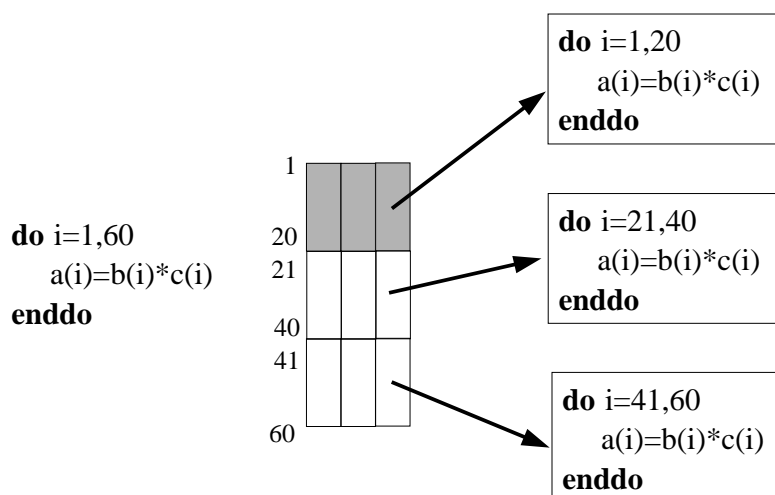 do i=1,60
a(i)=b(i)*c(i)
enddo
1
20
21
40
41
60
do i=1,20
a(i)=b(i)*c(i)
enddo
do i=21,40
a(i)=b(i)*c(i)
enddo
do i=41,60
a(i)=b(i)*c(i)
enddo